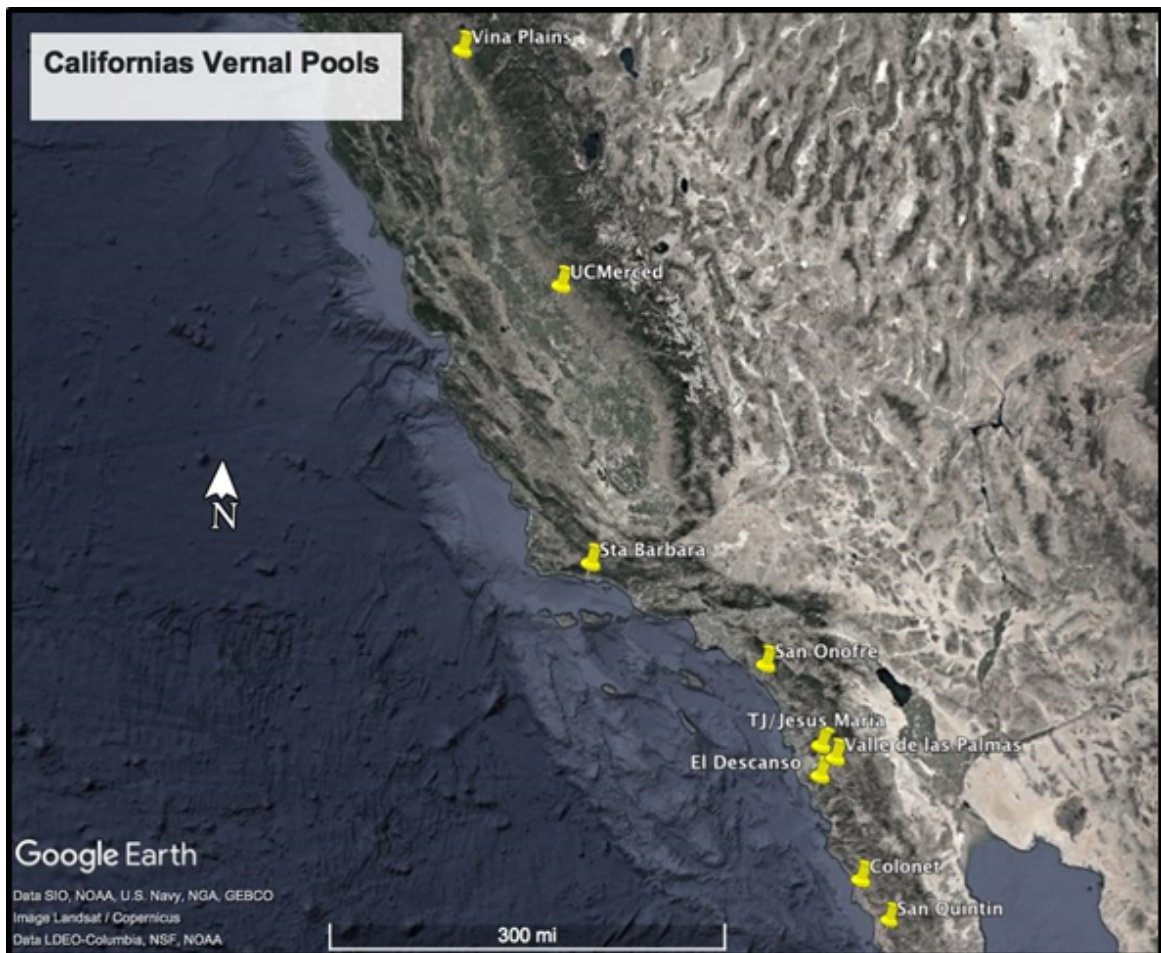 Vina Plains
Californias Vernal Pools
UCMerced
N
Sta Barbara
San Onofre
TJ/Jesus Maria
Valle de las Palmas
El Descanso
Google Earth
Colonet
Data SIO, NOAA, U.S. Navy, NGA, GEBCO
San Quintin
Image Landsat / Copernicus
Data LDEO-Columbia, NSF, NOAA
300 mi